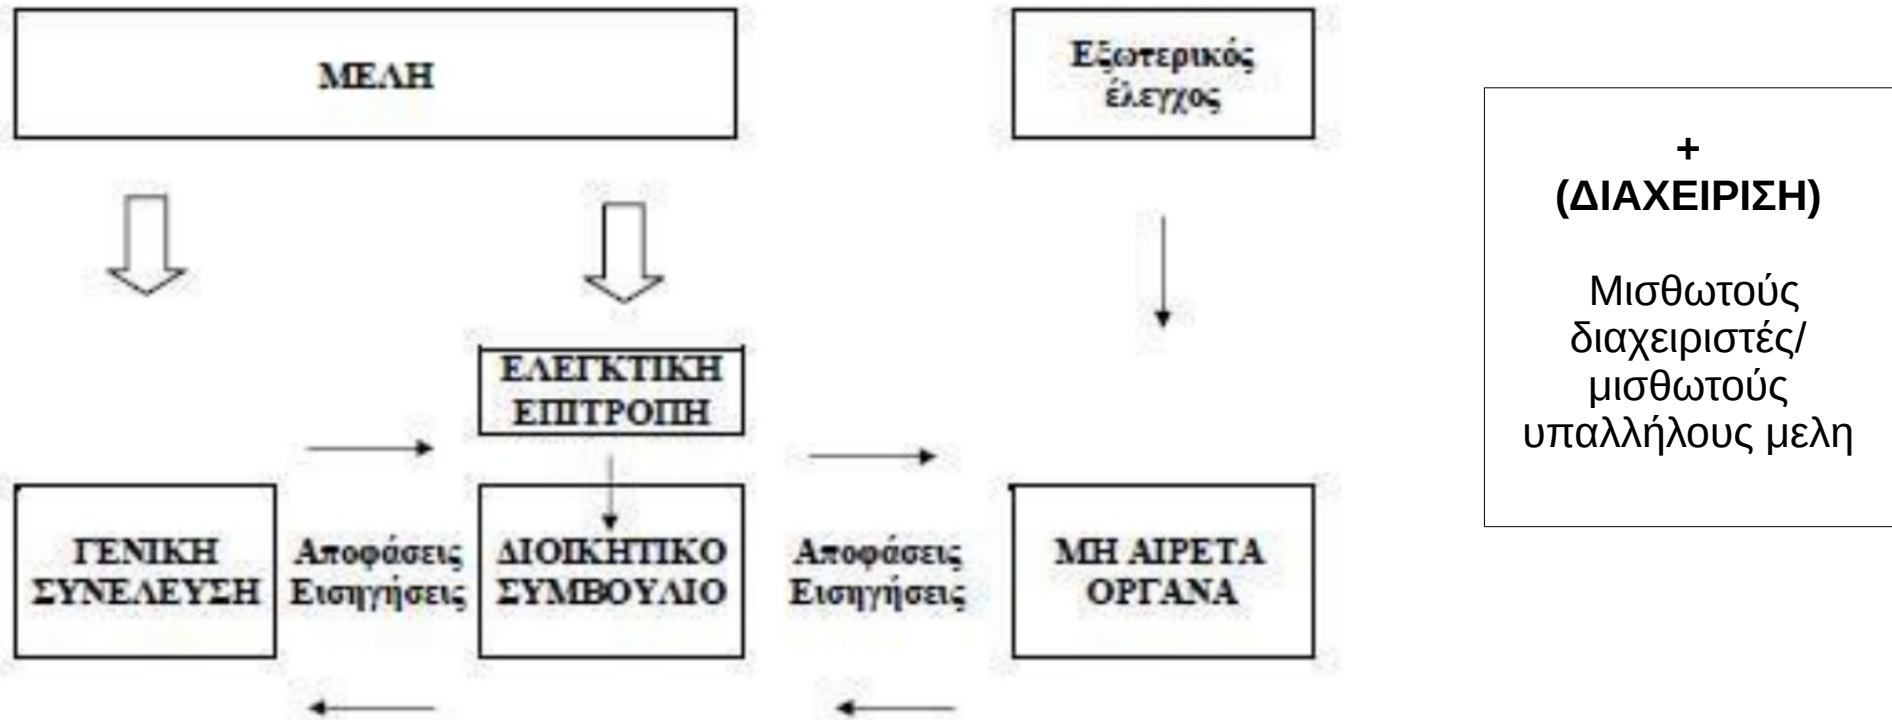 ΜΕΛΗ
Εξωτερικός
έλεγχος
+
(ΔΙΑΧΕΙΡΙΣΗ)
Μισθωτούς
διαχειριστές/
μισθωτούς
υπαλλήλους μελη
ΕΛΕΓΚΤΙΚΗ
ΕΠΙΤΡΟΠΗ
ΓΕΝΙΚΗ
ΣΥΝΕΛΕΥΣΗ
Αποφάσεις
Εισηγήσεις
ΔΙΟΙΚΗΤΙΚΟ
ΣΥΜΒΟΥΛΙΟ
Αποφάσεις
Εισηγήσεις
ΜΗ ΑΙΡΕΤΑ
ΟΡΓΑΝΑ